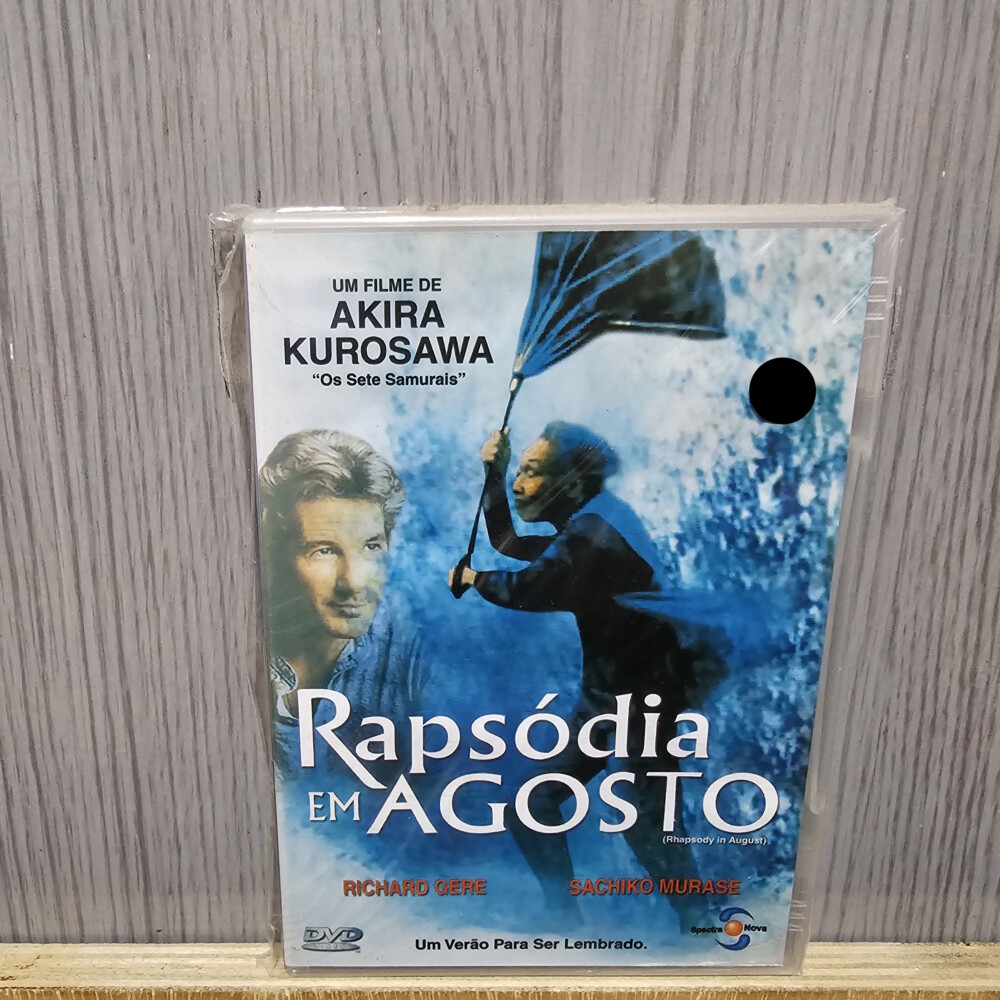 UM FILME DE
AKIRA
KUROSAWA
“Os Sete Samurais”
Rapsódia
EM AGOSTO
(Rhapsody in August)
RICHARD GERE
SACHIKO MURASE
DVD
VIDEO
Um Verão Para Ser Lembrado.
Spectra Nova